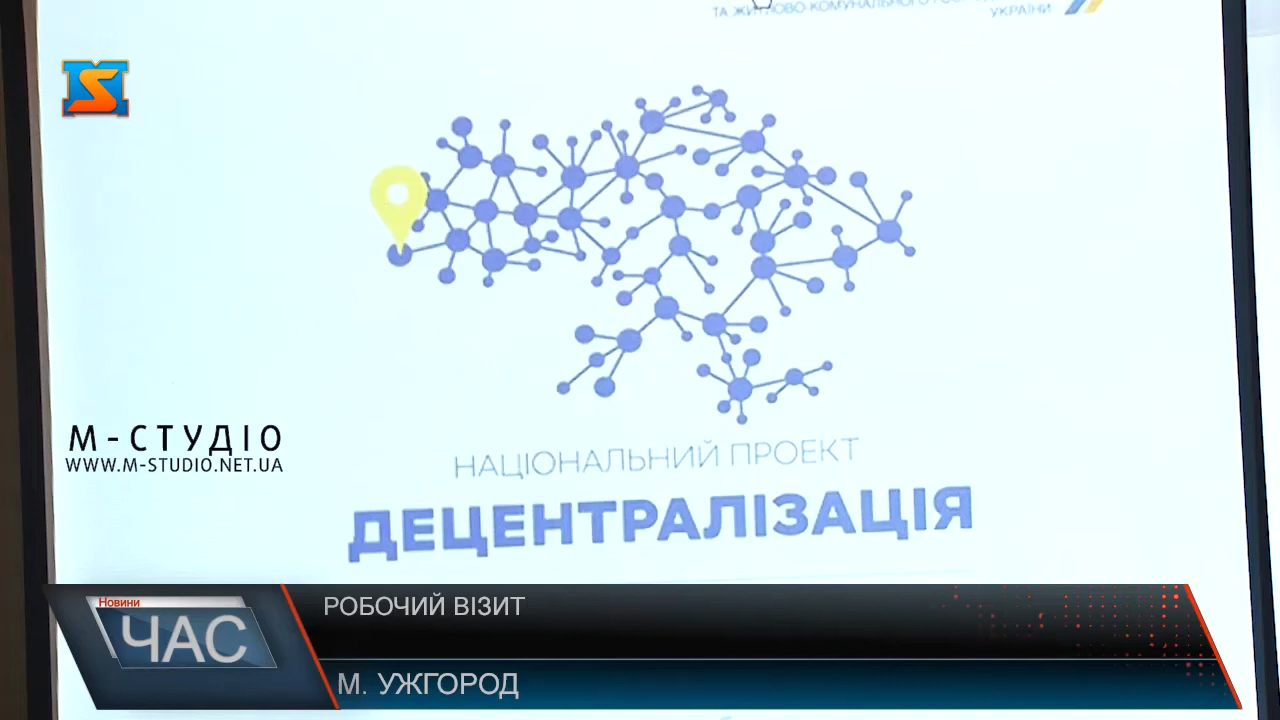 ТА ЖИТЛОВО-КОМУНАЛЬНОГО
УКРАЇНИ
М-СТУДІО
WWW.M-STUDIO.NET.UA
НАЦІОНАЛЬНИЙ ПРОЕКТ
ДЕЦЕНТРАЛІЗАЦІЯ
Новини
ЧАС
РОБОЧИЙ ВІЗИТ
М. УЖГОРОД